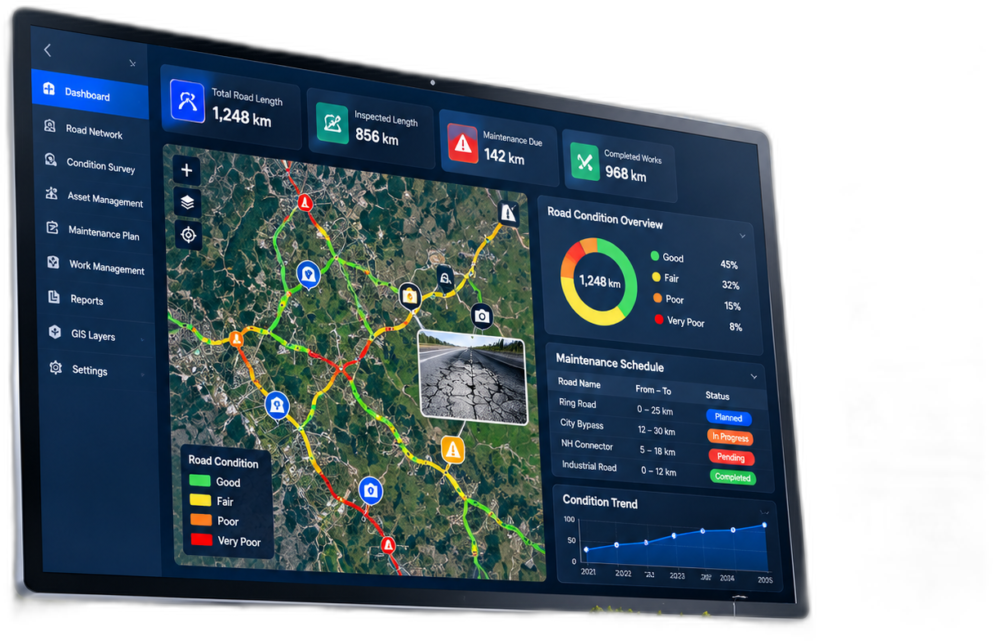 Dashboard
Road Network
Condition Survey
Asset Management
Maintenance Plan
Work Management
Reports
GIS Layers
Settings
Total Road Length
1,248 km
Inspected Length
856 km
Maintenance Due
142 km
Completed Works
968 km
Road Condition
Good
Fair
Poor
Very Poor
Road Condition Overview
1,248 km
Good 45%
Fair 32%
Poor 15%
Very Poor 8%
Maintenance Schedule
Road Name From – To Status
Ring Road 0 – 25 km Planned
City Bypass 12 – 30 km In Progress
NH Connector 5 – 18 km Pending
Industrial Road 0 – 12 km Completed
Condition Trend
100
50
0
2021 2022 2023 2024